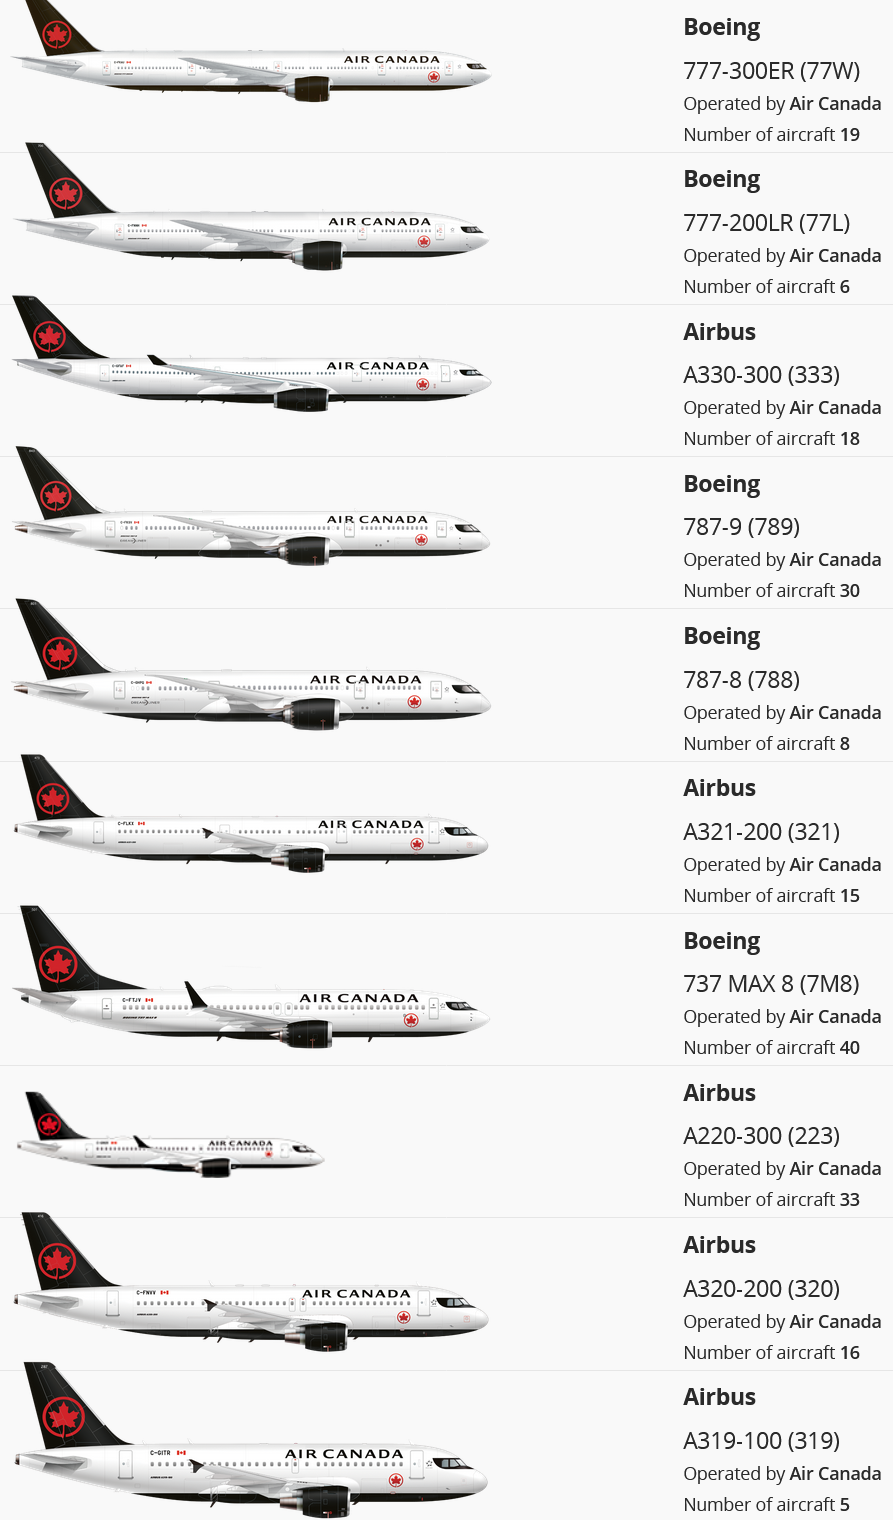 AIR CANADA
Boeing
777-300ER (77W)
Operated by Air Canada
Number of aircraft 19
AIR CANADA
Boeing
777-200LR (77L)
Operated by Air Canada
Number of aircraft 6
AIR CANADA
Airbus
A330-300 (333)
Operated by Air Canada
Number of aircraft 18
AIR CANADA
Boeing
787-9 (789)
Operated by Air Canada
Number of aircraft 30
AIR CANADA
Boeing
787-8 (788)
Operated by Air Canada
Number of aircraft 8
AIR CANADA
C-FLKX
Airbus
A321-200 (321)
Operated by Air Canada
Number of aircraft 15
AIR CANADA
C-FTJV
Boeing
737 MAX 8 (7M8)
Operated by Air Canada
Number of aircraft 40
AIR CANADA
Airbus
A220-300 (223)
Operated by Air Canada
Number of aircraft 33
AIR CANADA
C-FNVV
Airbus
A320-200 (320)
Operated by Air Canada
Number of aircraft 16
AIR CANADA
C-GITR
Airbus
A319-100 (319)
Operated by Air Canada
Number of aircraft 5